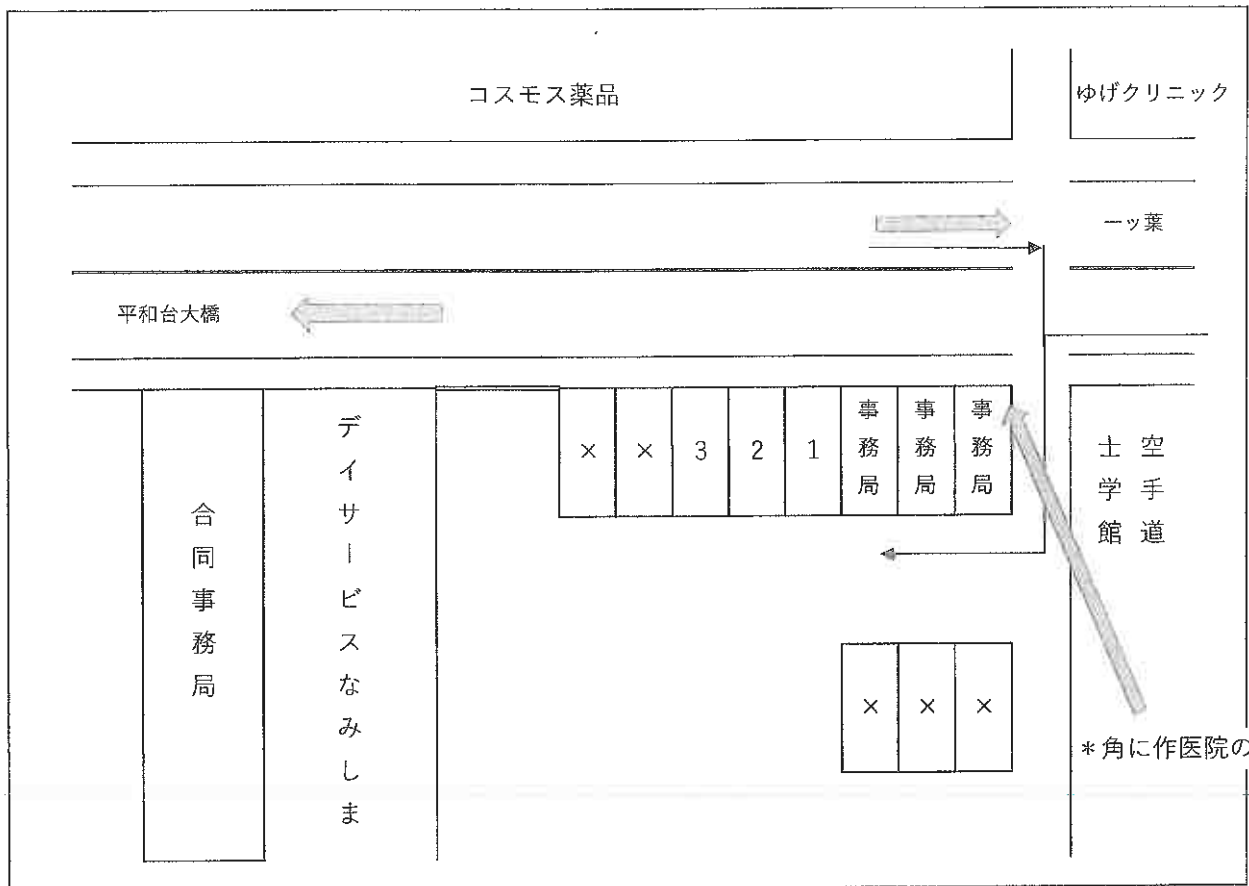 コスモス薬品
ゆげクリニック
一ッ葉
平和台大橋
合同事務局
デイサービスなみしま
×
×
3
2
1
事務局
事務局
事務局
空手道
士学館
×
×
×
*角に作医院の